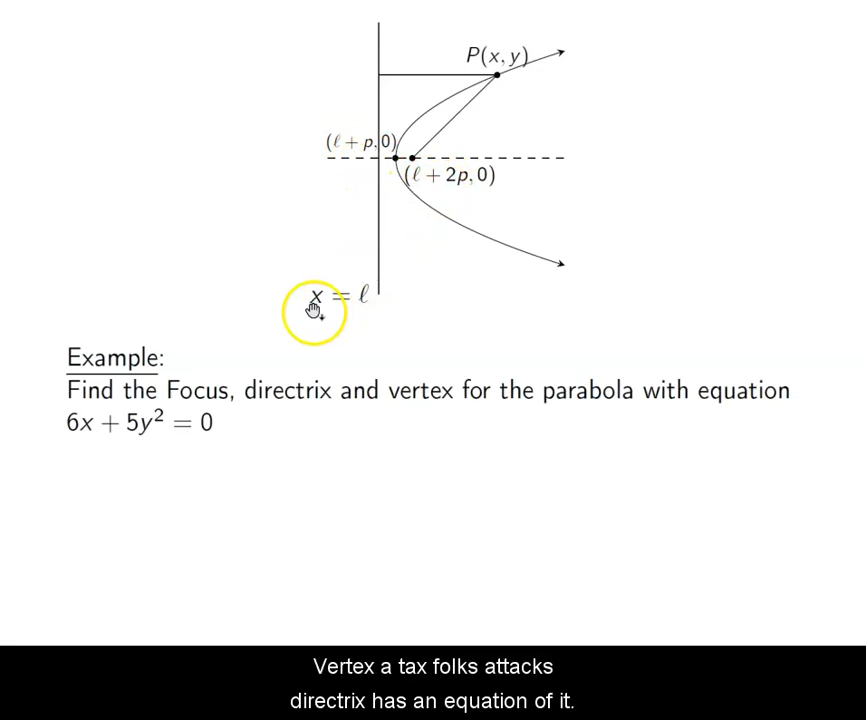 P(x, y)
(ℓ + p, 0)
(ℓ + 2p, 0)
x = ℓ
Example:
Find the Focus, directrix and vertex for the parabola with equation
6x + 5y² = 0
Vertex a tax folks attacks
directrix has an equation of it.